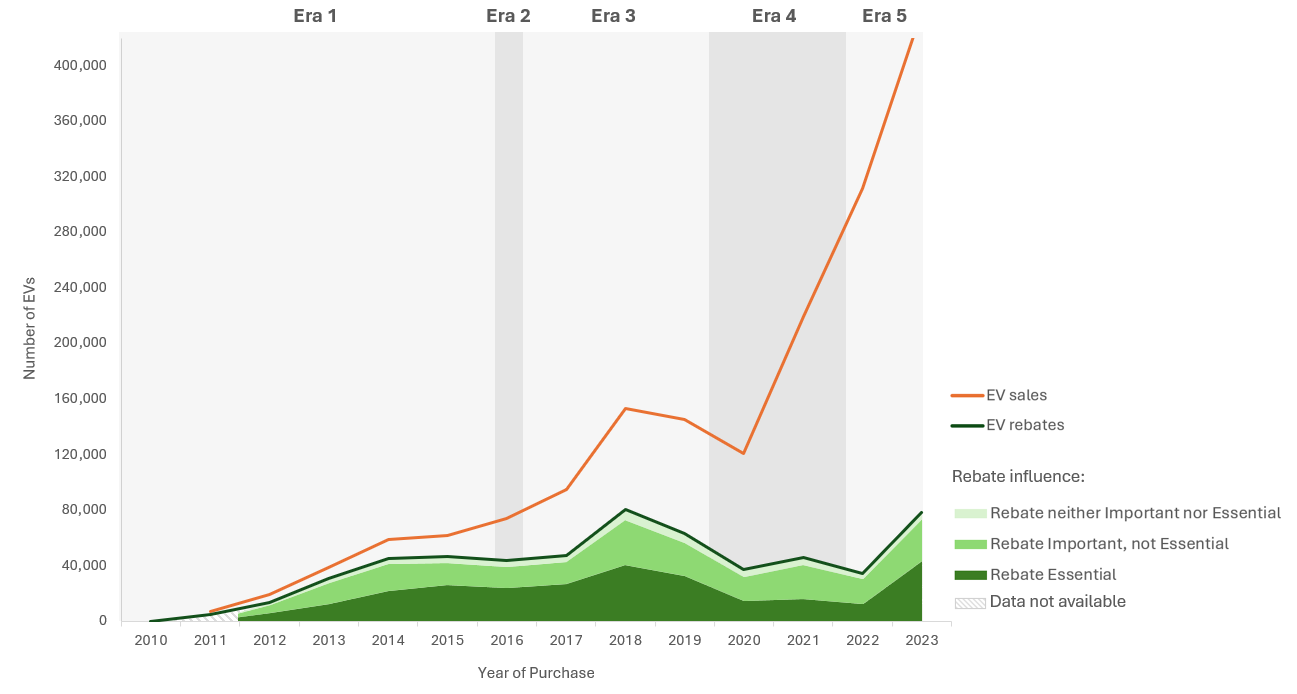 Era 1 Era 2 Era 3 Era 4 Era 5
400,000
360,000
320,000
280,000
240,000
200,000
160,000
120,000
80,000
40,000
0
Number of EVs
2010 2011 2012 2013 2014 2015 2016 2017 2018 2019 2020 2021 2022 2023
Year of Purchase
EV sales
EV rebates
Rebate influence:
Rebate neither Important nor Essential
Rebate Important, not Essential
Rebate Essential
Data not available